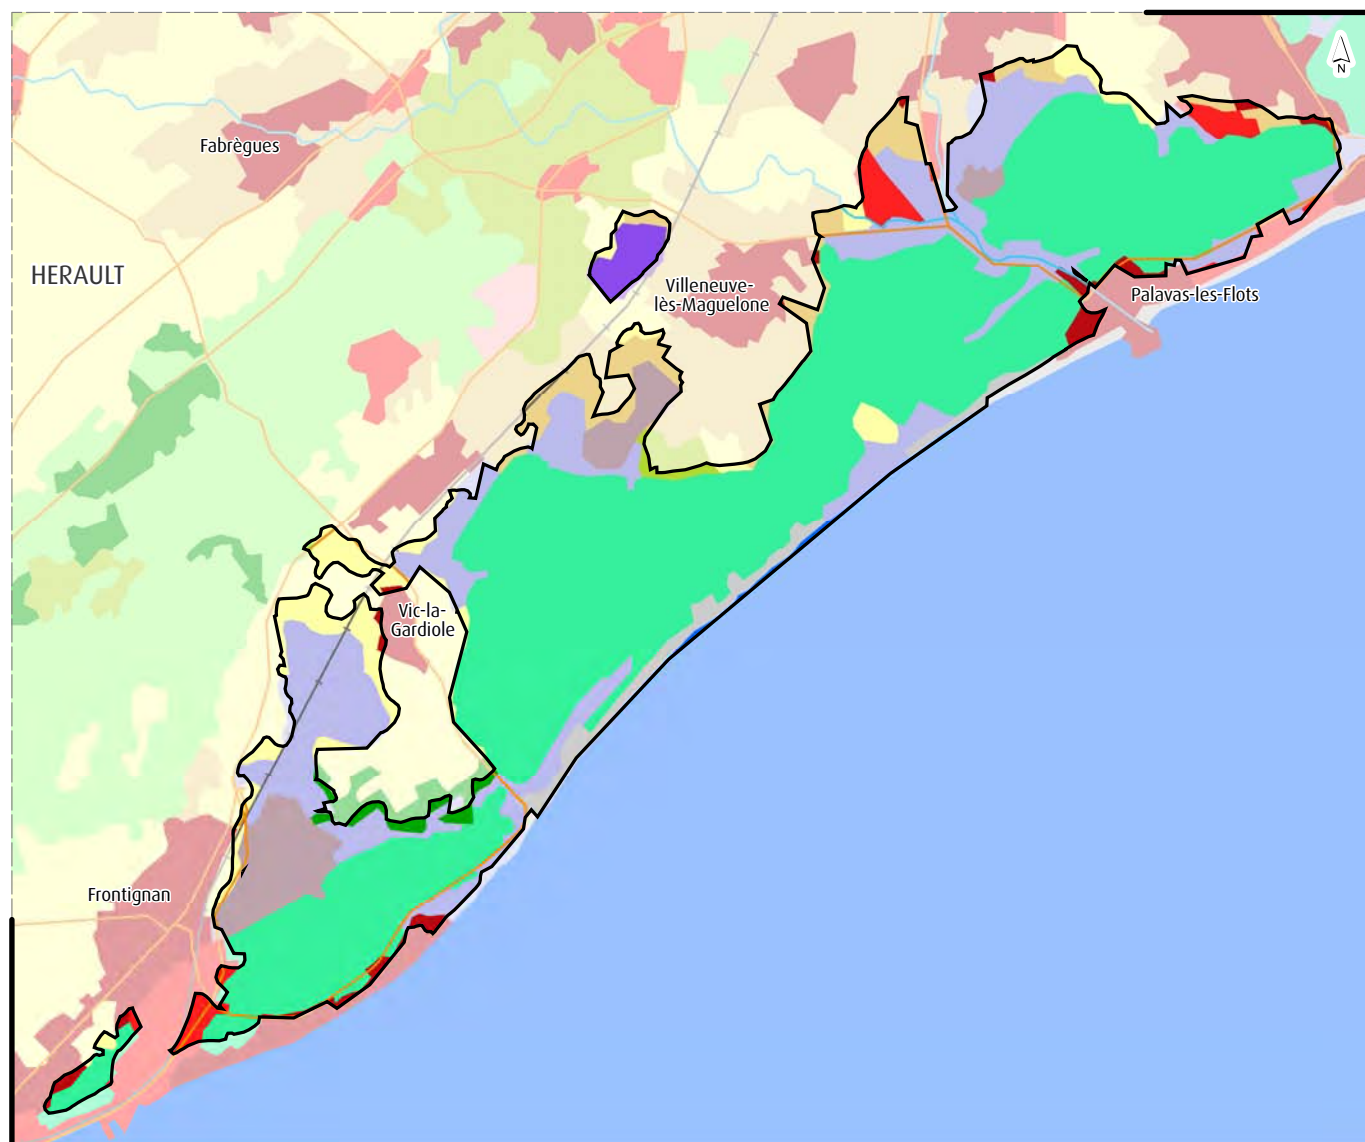 N
Fabrègues
HERAULT
Villeneuve-
lès-Maguelone
Palavas-les-Flots
Vic-la-
Gardiole
Frontignan